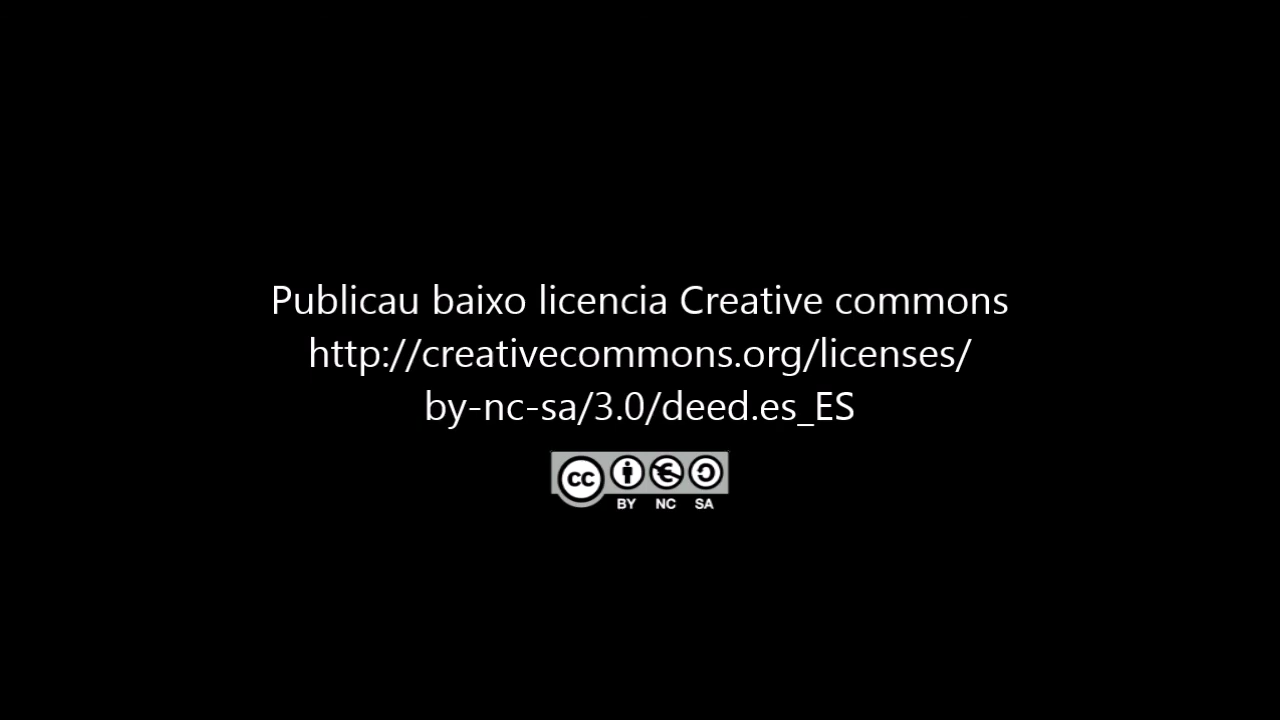 Publicau baixo licencia Creative commons
http://creativecommons.org/licenses/
by-nc-sa/3.0/deed.es_ES
cc
BY NC SA